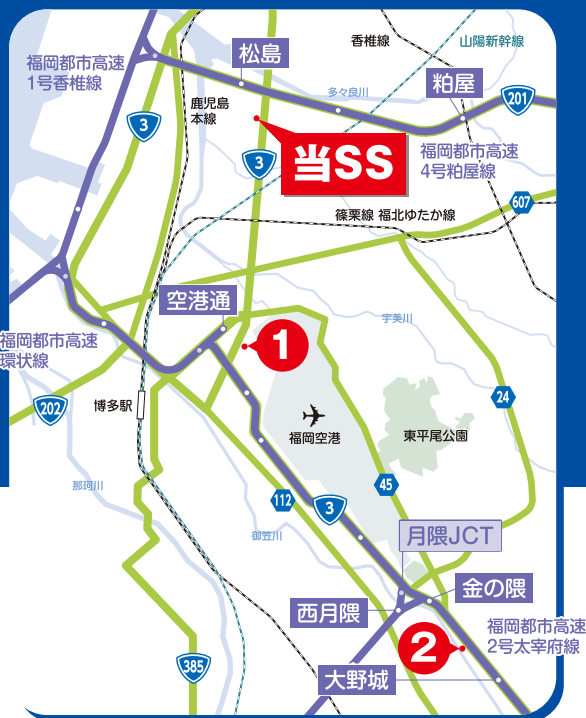 香椎線
山陽新幹線
松島
福岡都市高速
1号香椎線
粕屋
多々良川
201
鹿児島
本線
3
当SS
3
福岡都市高速
4号粕屋線
607
篠栗線 福北ゆたか線
空港通
宇美川
1
福岡都市高速
環状線
24
202
博多駅
福岡空港
東平尾公園
45
那珂川
112
3
御笠川
月隈JCT
金の隈
西月隈
福岡都市高速
2号太宰府線
2
385
大野城